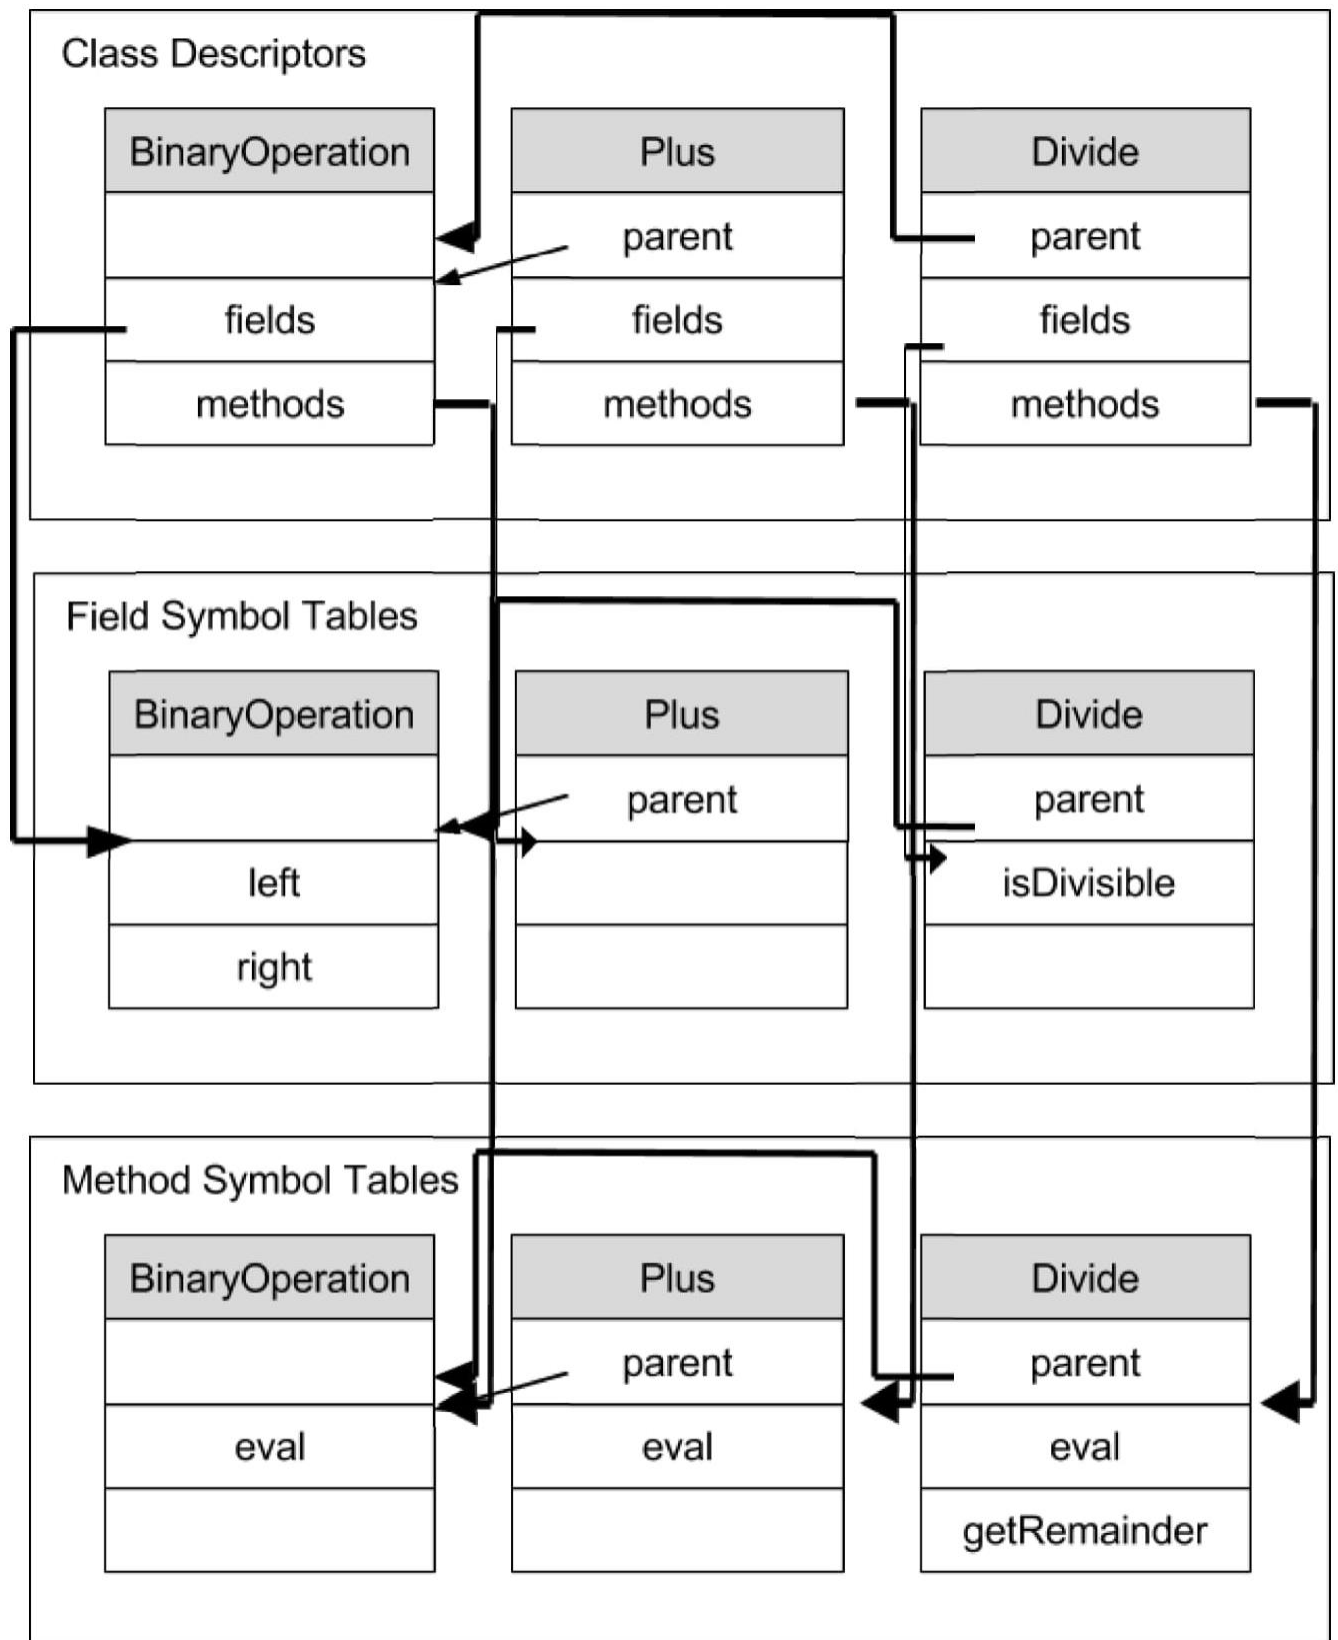 Class Descriptors
BinaryOperation
Plus
Divide
parent
parent
fields
fields
fields
methods
methods
methods
Field Symbol Tables
BinaryOperation
Plus
Divide
parent
parent
left
isDivisible
right
Method Symbol Tables
BinaryOperation
Plus
Divide
parent
parent
eval
eval
eval
getRemainder